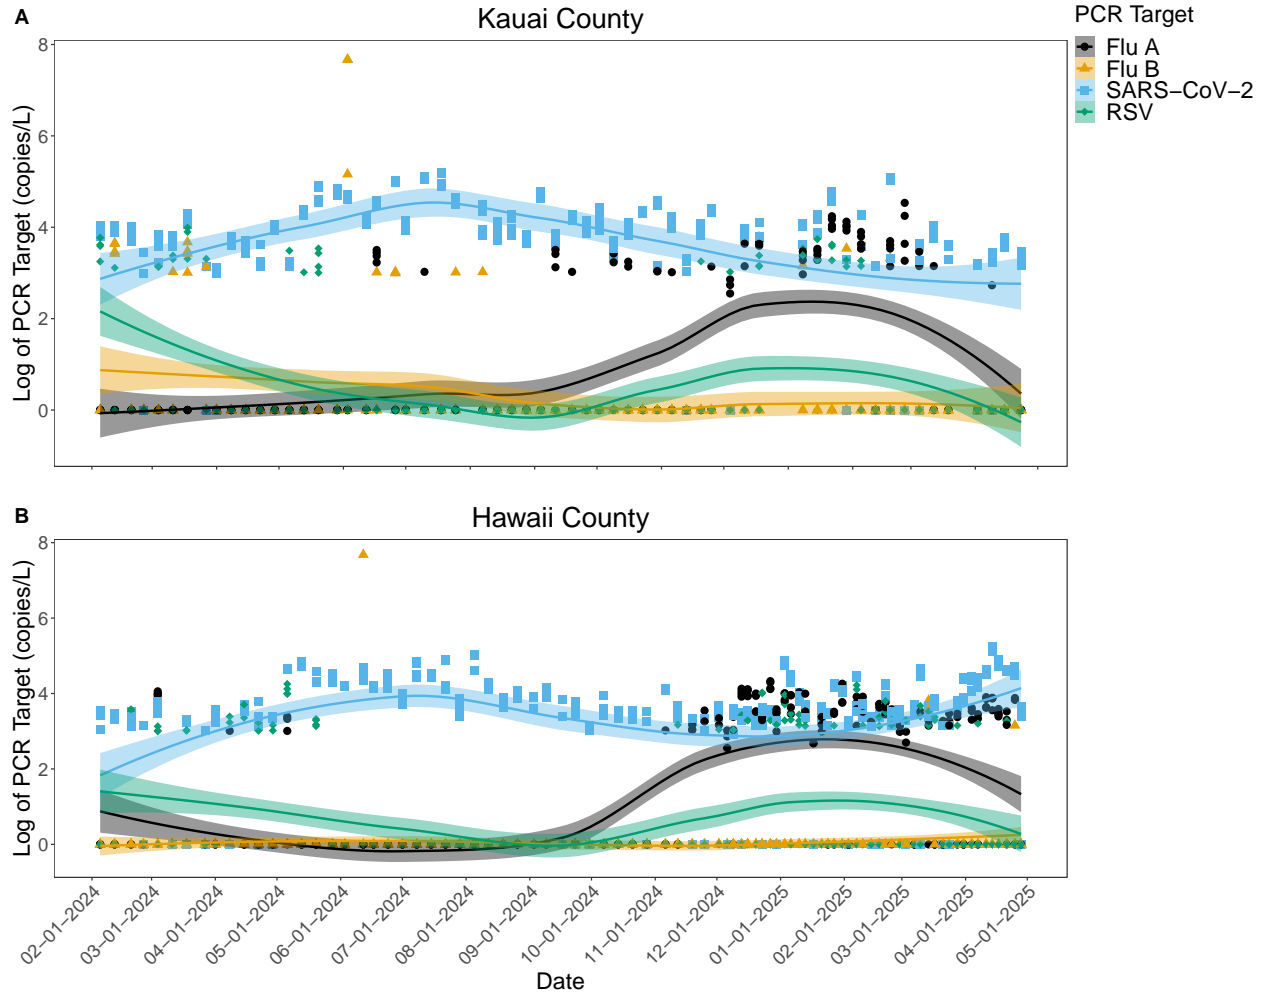 A
Kauai County
PCR Target
Flu A
Flu B
SARS−CoV−2
RSV
Log of PCR Target (copies/L)
8
6
4
2
0
B
Hawaii County
Log of PCR Target (copies/L)
8
6
4
2
0
02−01−2024
03−01−2024
04−01−2024
05−01−2024
06−01−2024
07−01−2024
08−01−2024
09−01−2024
10−01−2024
11−01−2024
12−01−2024
01−01−2025
02−01−2025
03−01−2025
04−01−2025
05−01−2025
Date